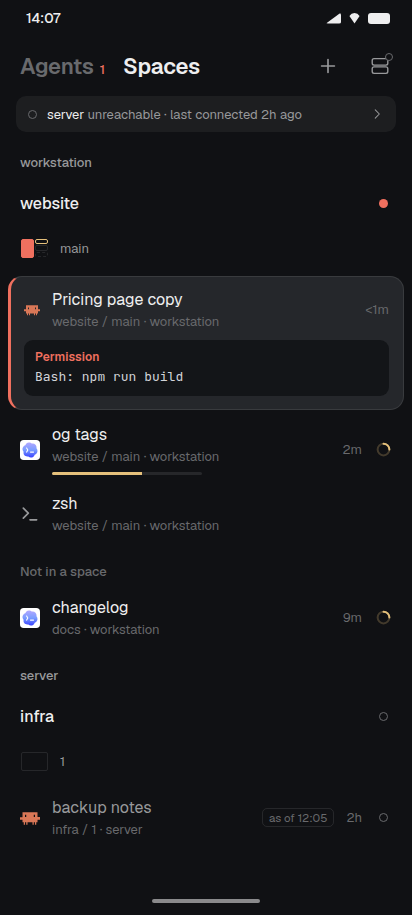 14:07
Agents 1 Spaces
server unreachable · last connected 2h ago
workstation
website
main
Pricing page copy
<1m
website / main · workstation
Permission
Bash: npm run build
og tags
2m
website / main · workstation
zsh
website / main · workstation
Not in a space
changelog
9m
docs · workstation
server
infra
1
backup notes
as of 12:05 2h
infra / 1 · server